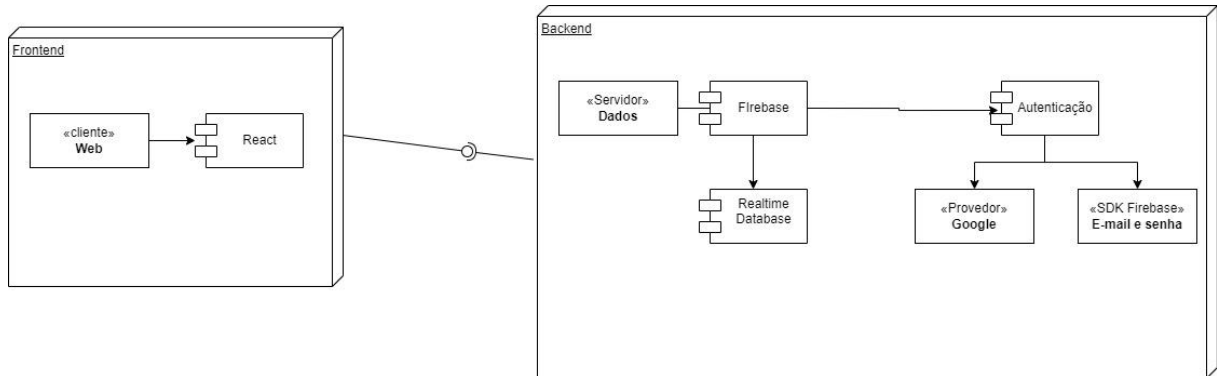 Frontend
«cliente»
Web
React
Backend
«Servidor»
Dados
FIrebase
Autenticação
Realtime
Database
«Provedor»
Google
«SDK Firebase»
E-mail e senha